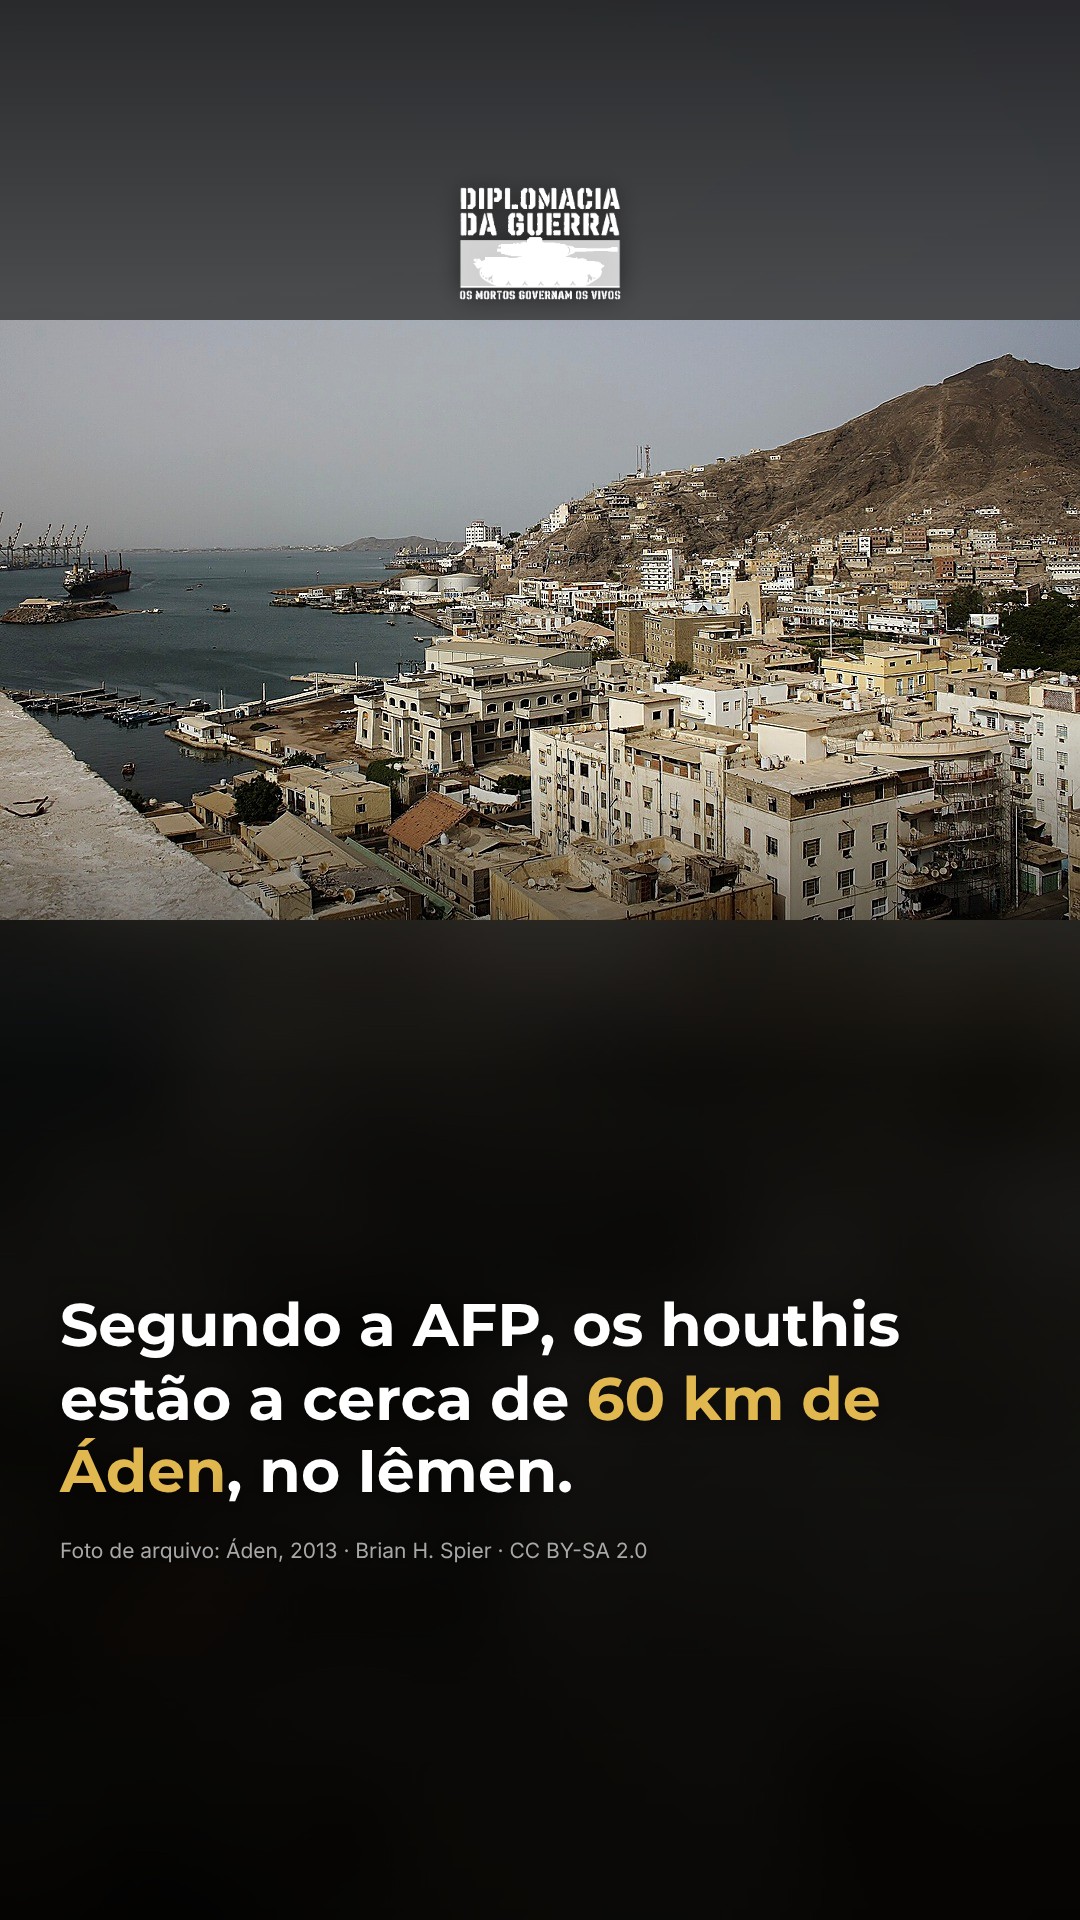 DIPLOMACIA
DA GUERRA
OS MORTOS GOVERNAM OS VIVOS
Segundo a AFP, os houthis
estão a cerca de 60 km de
Áden, no Iêmen.
Foto de arquivo: Áden, 2013 · Brian H. Spier · CC BY-SA 2.0